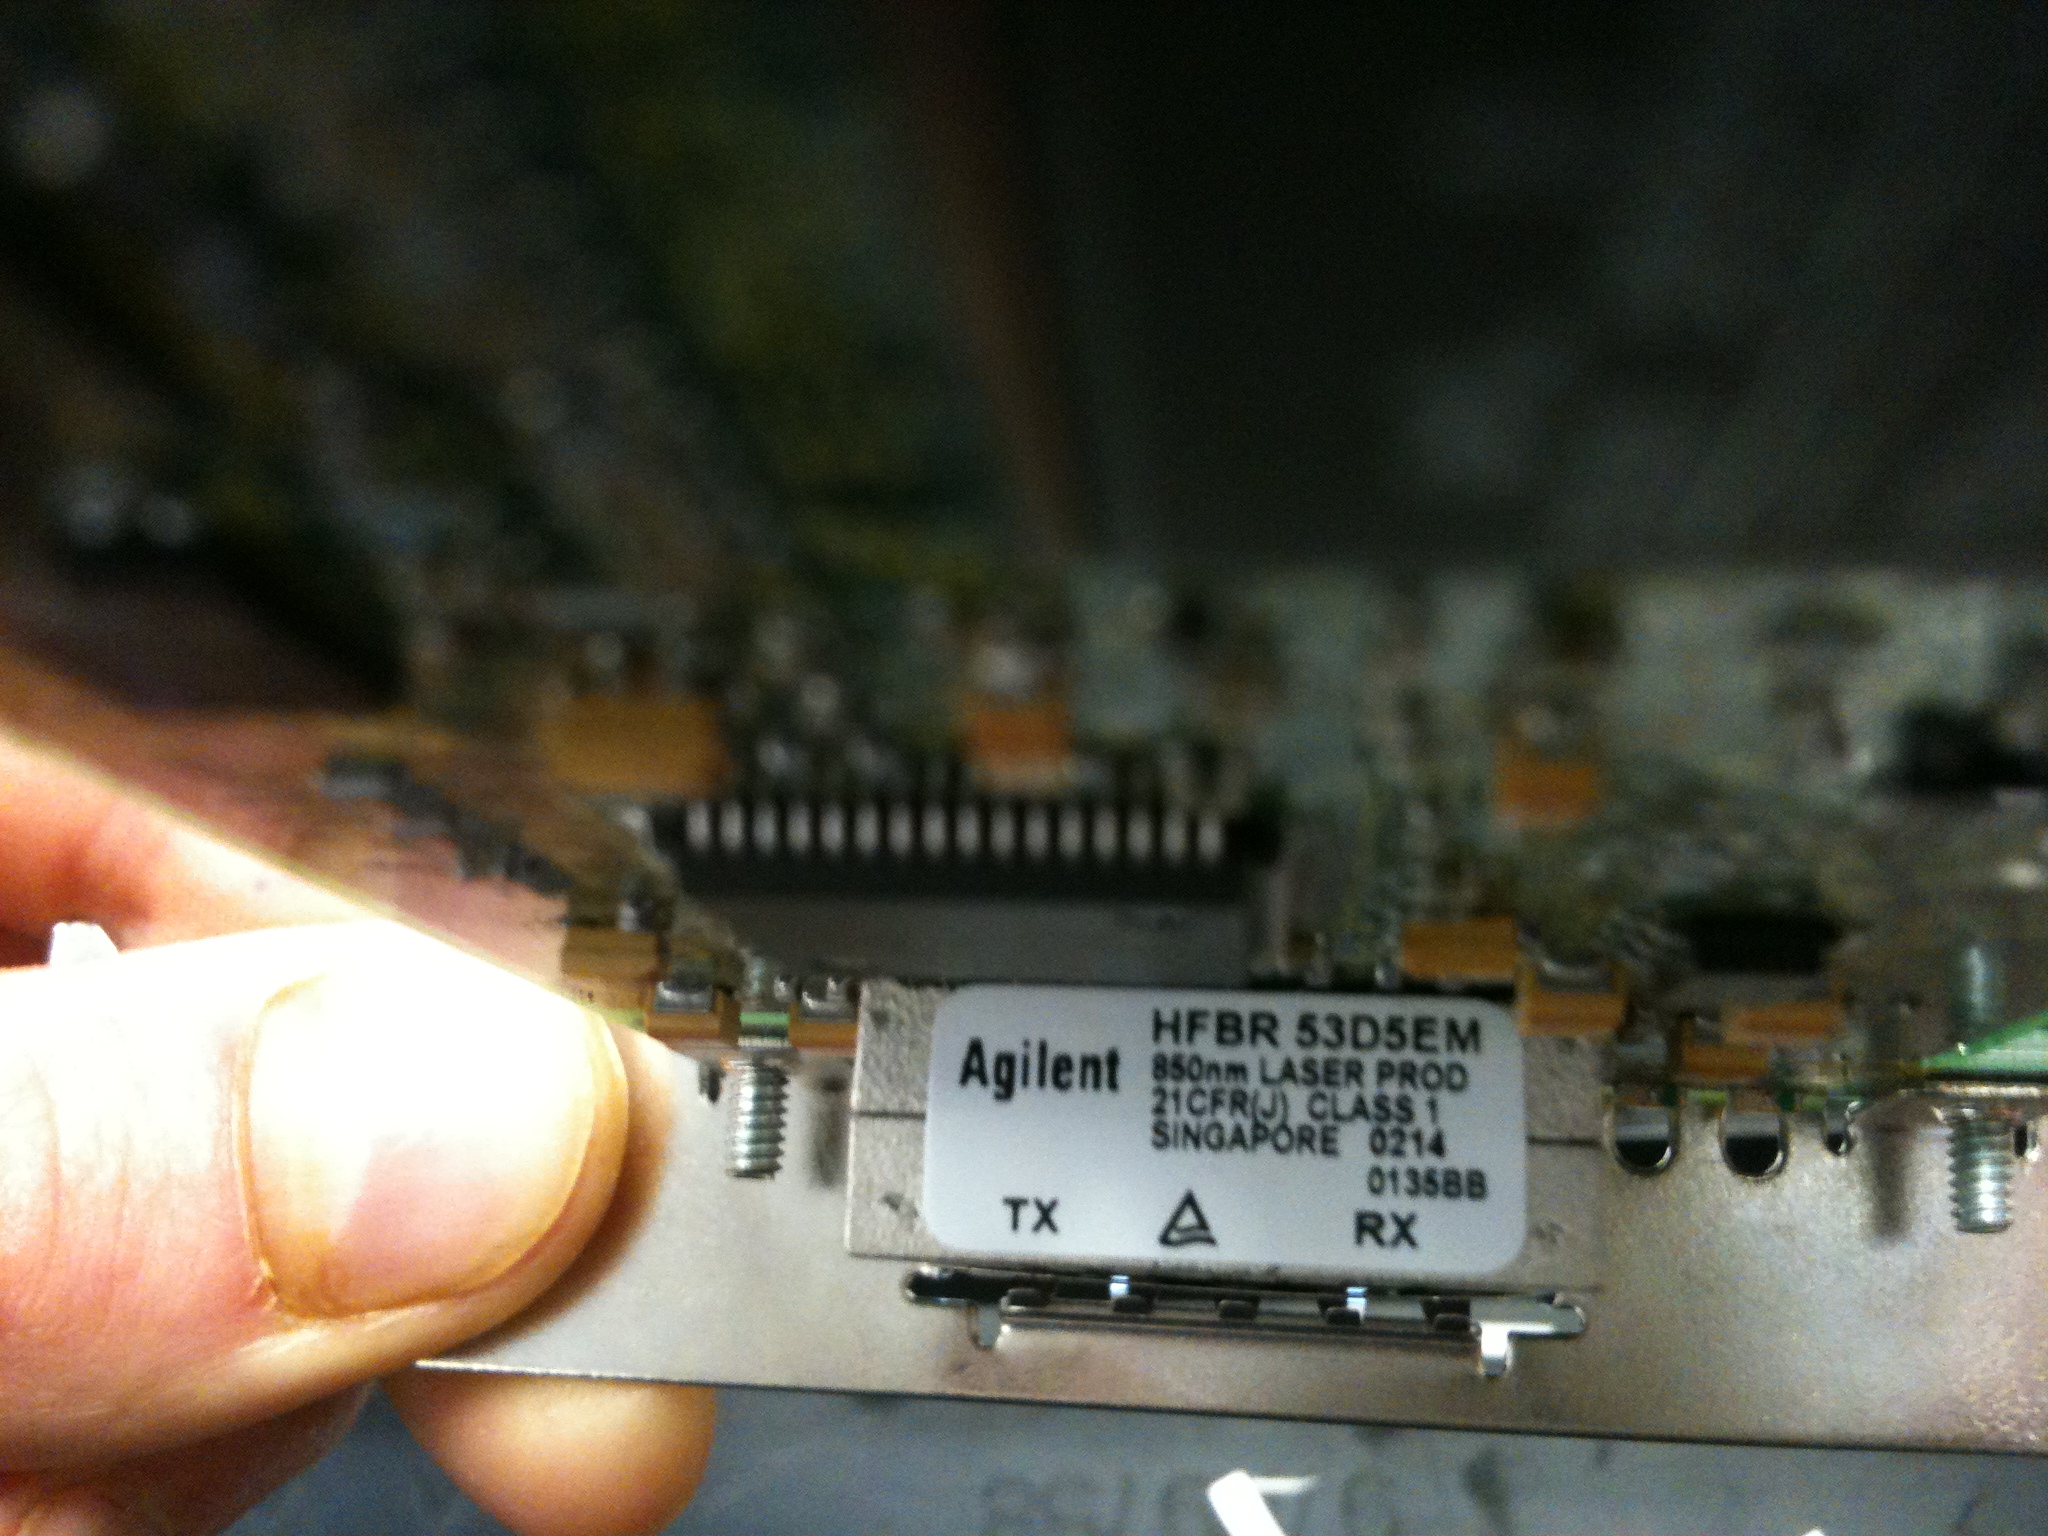 Agilent
HFBR 53D5EM
850nm LASER PROD
21CFR(J) CLASS 1
SINGAPORE 0214
0135BB
TX RX